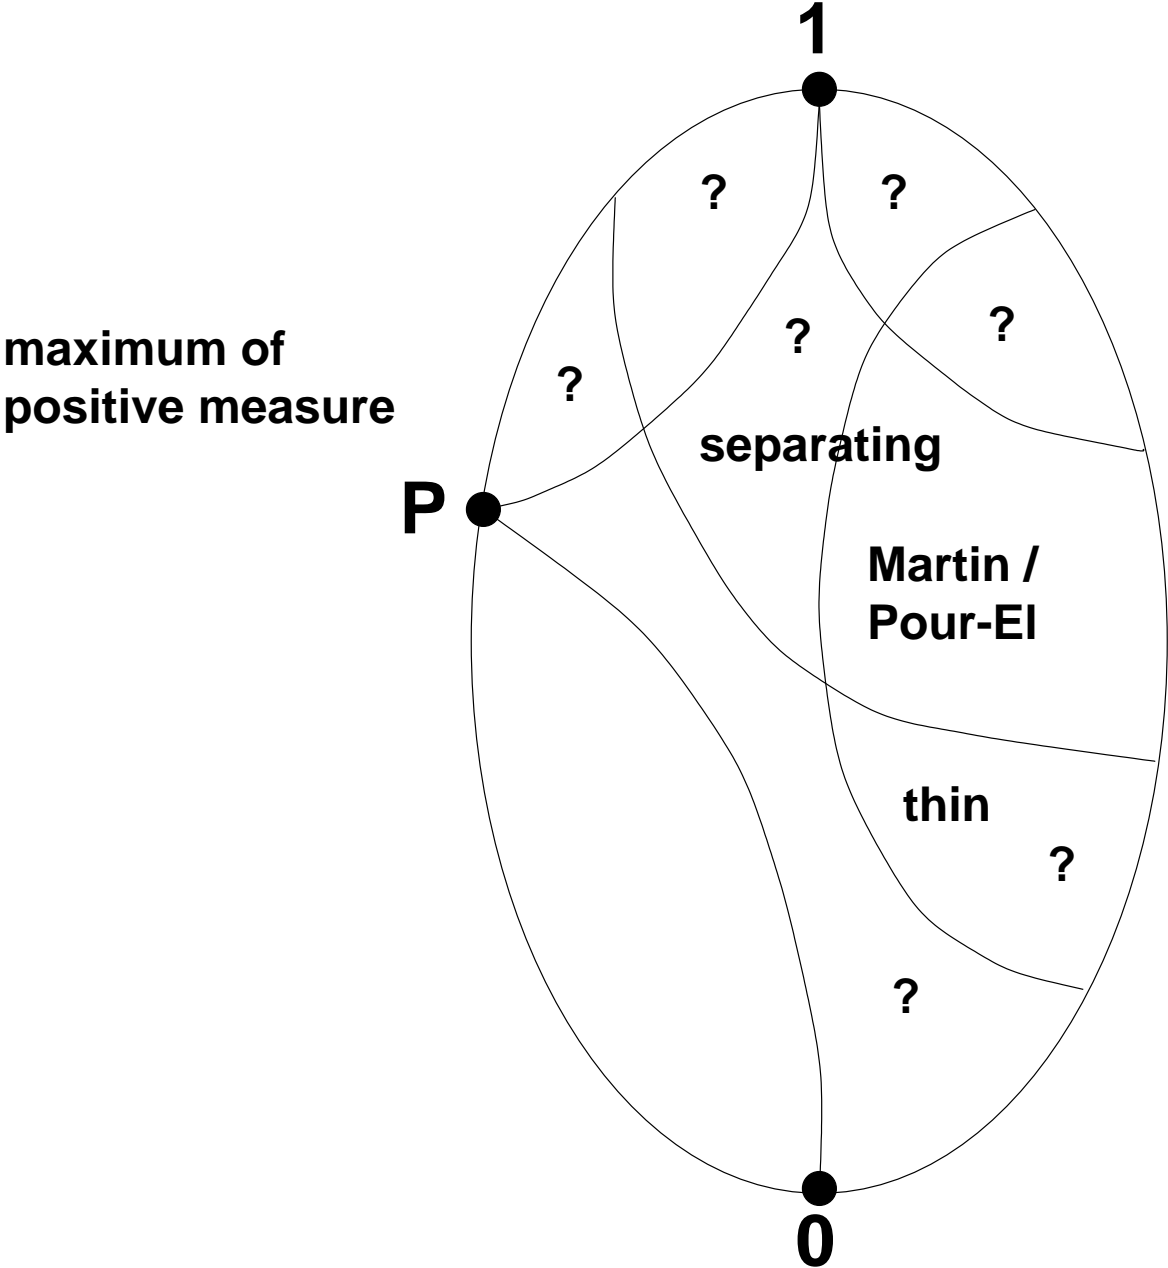 1
?
?
?
?
maximum of
positive measure
?
separating
P
Martin /
Pour-El
thin
?
?
0